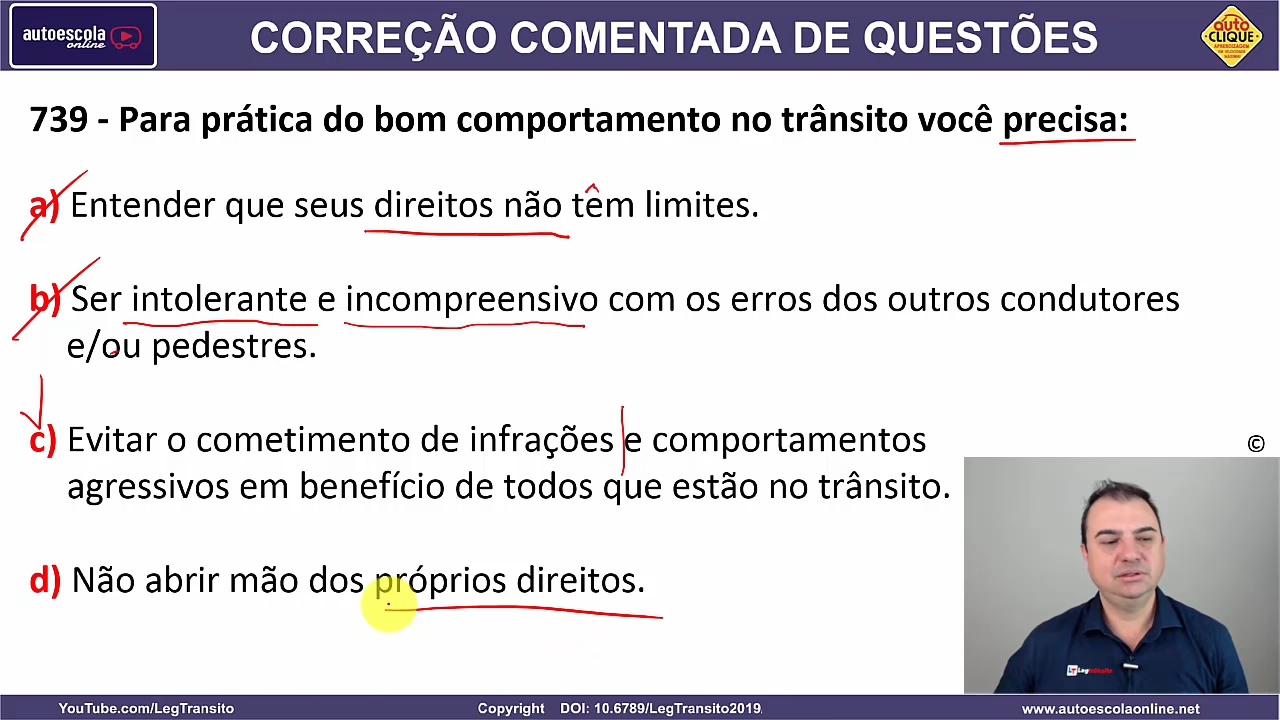 autoescola
online
CORREÇÃO COMENTADA DE QUESTÕES
auto
CLIQUE
739 - Para prática do bom comportamento no trânsito você precisa:
a) Entender que seus direitos não têm limites.
b) Ser intolerante e incompreensivo com os erros dos outros condutores
e/ou pedestres.
c) Evitar o cometimento de infrações e comportamentos
agressivos em benefício de todos que estão no trânsito.
©
d) Não abrir mão dos próprios direitos.
YouTube.com/LegTransito
Copyright DOI: 10.6789/LegTransito2019.
www.autoescolaonline.net